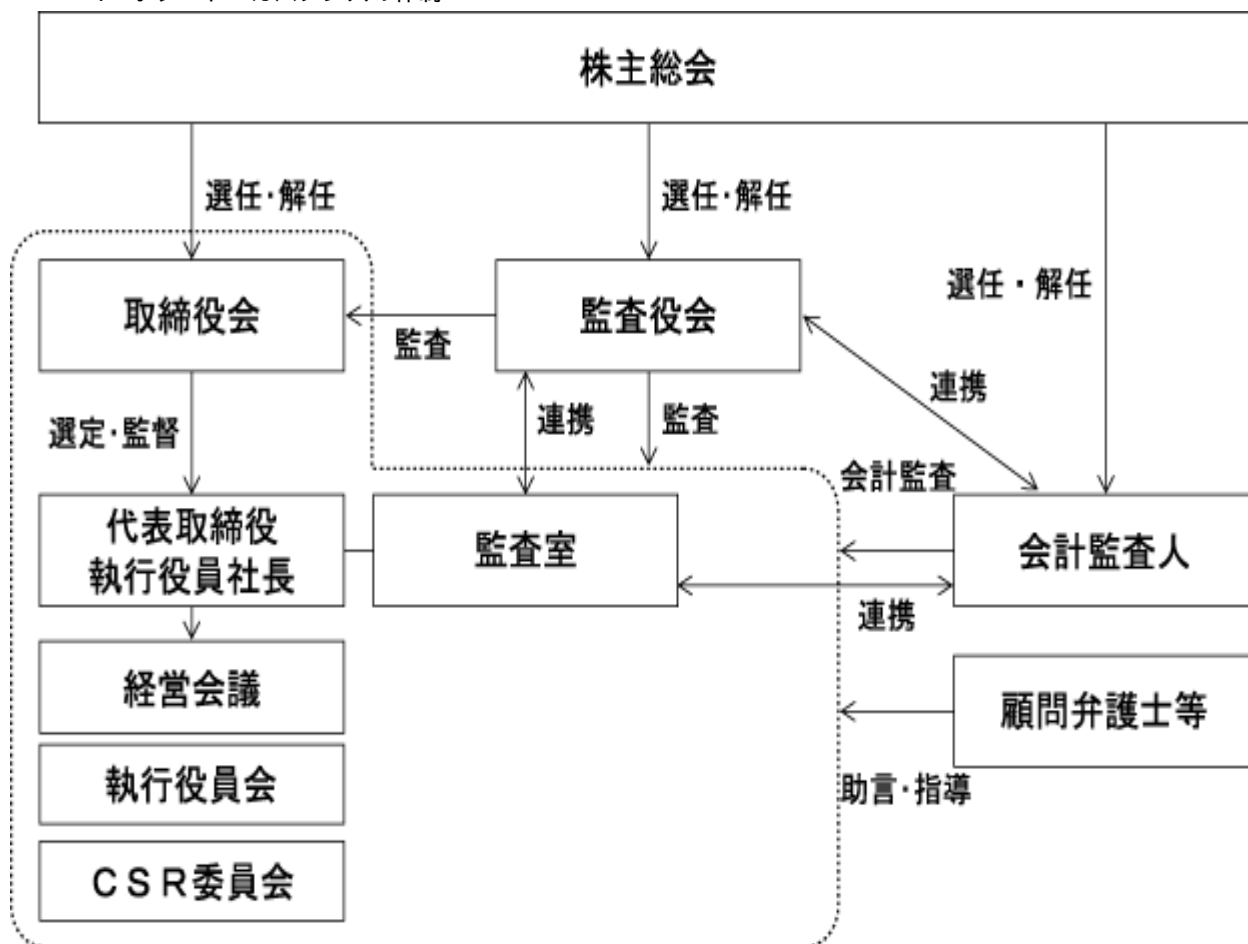 株主総会
選任・解任
選任・解任
選任・解任
取締役会
監査
監査役会
連携
選定・監督
連携
監査
会計監査
代表取締役
執行役員社長
監査室
会計監査人
連携
経営会議
顧問弁護士等
執行役員会
助言・指導
ＣＳＲ委員会